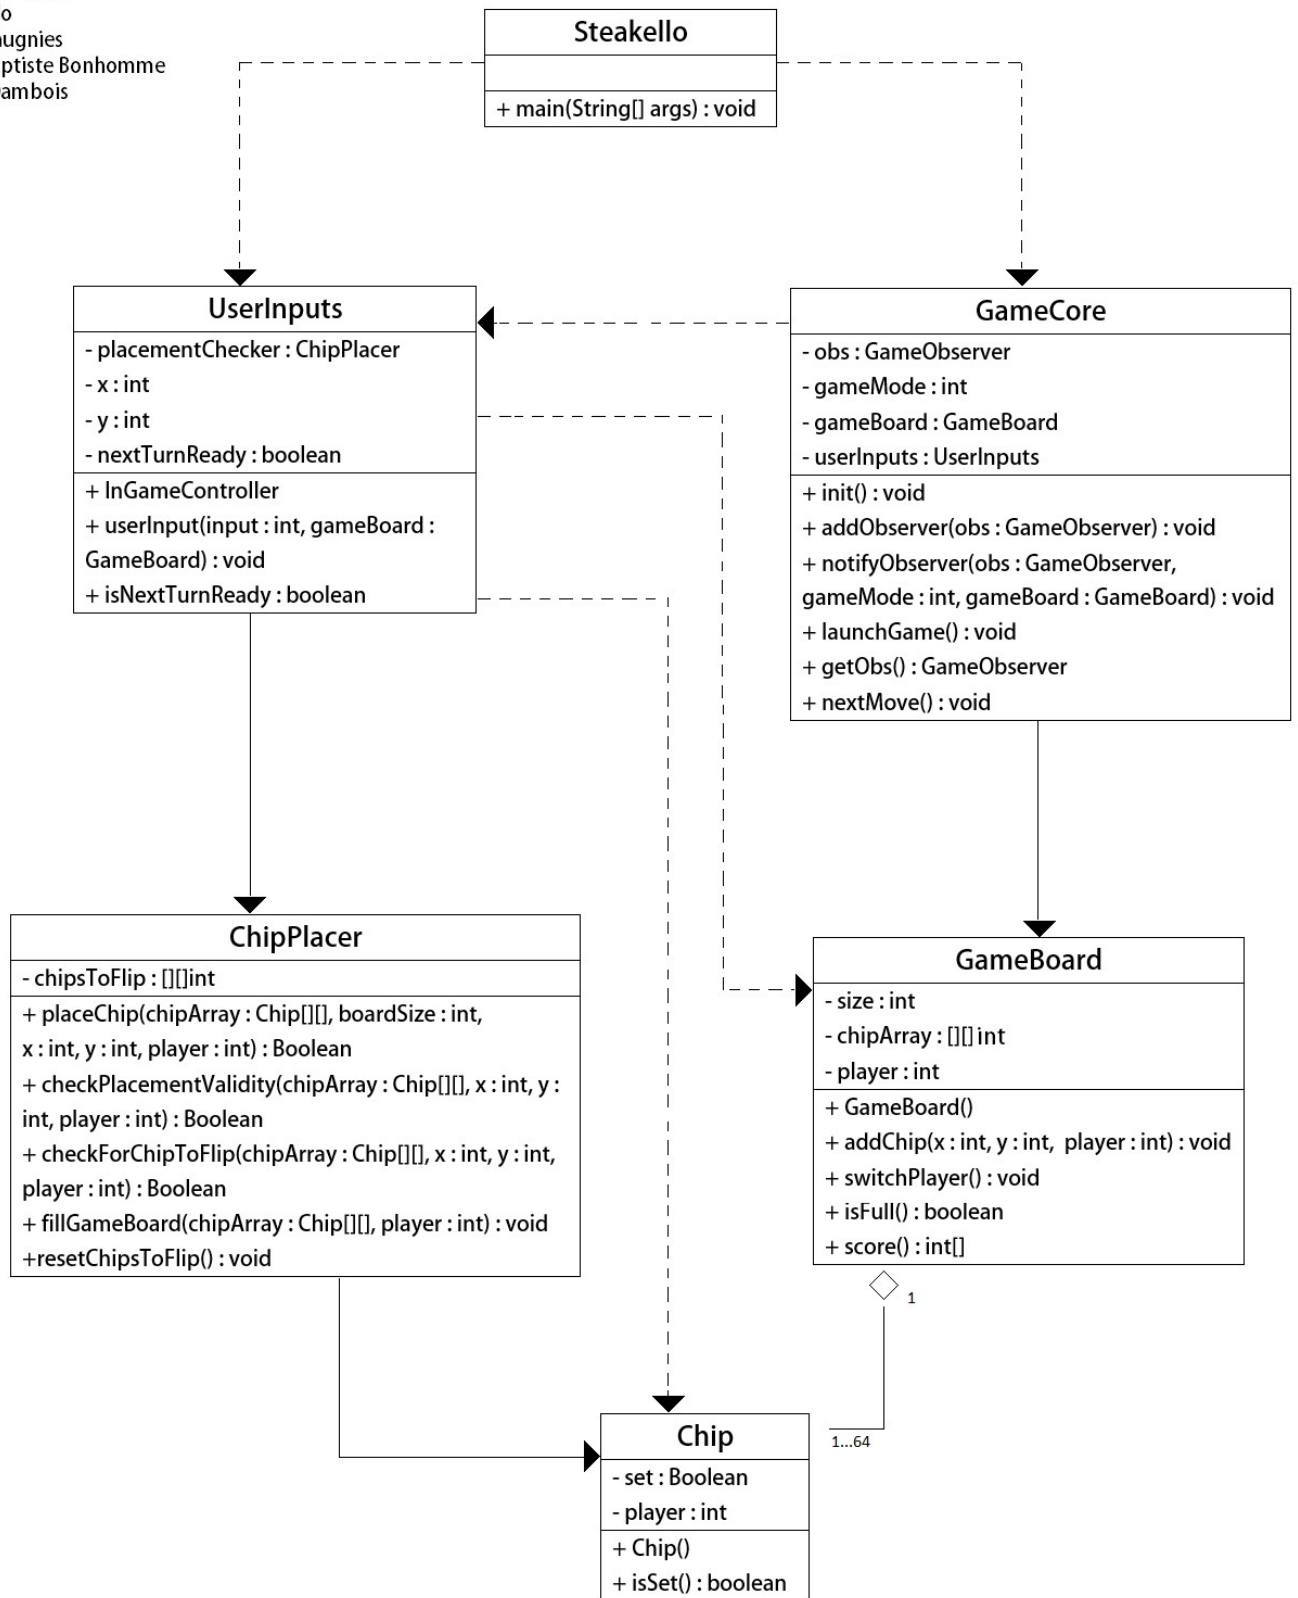 Bonhomme
Steakello
+ main(String[] args) : void
UserInputs
- placementChecker : ChipPlacer
- x : int
- y : int
- nextTurnReady : boolean
+ InGameController
+ userInput(input : int, gameBoard :
GameBoard) : void
+ isNextTurnReady : boolean
GameCore
- obs : GameObserver
- gameMode : int
- gameBoard : GameBoard
- userInputs : UserInputs
+ init() : void
+ addObserver(obs : GameObserver) : void
+ notifyObserver(obs : GameObserver,
gameMode : int, gameBoard : GameBoard) : void
+ launchGame() : void
+ getObs() : GameObserver
+ nextMove() : void
ChipPlacer
- chipsToFlip : [][]int
+ placeChip(chipArray : Chip[][], boardSize : int,
x : int, y : int, player : int) : Boolean
+ checkPlacementValidity(chipArray : Chip[][], x : int, y :
int, player : int) : Boolean
+ checkForChipToFlip(chipArray : Chip[][], x : int, y : int,
player : int) : Boolean
+ fillGameBoard(chipArray : Chip[][], player : int) : void
+resetChipsToFlip() : void
GameBoard
- size : int
- chipArray : [][] int
- player : int
+ GameBoard()
+ addChip(x : int, y : int, player : int) : void
+ switchPlayer() : void
+ isFull() : boolean
+ score() : int[]
1
1...64
Chip
- set : Boolean
- player : int
+ Chip()
+ isSet() : boolean